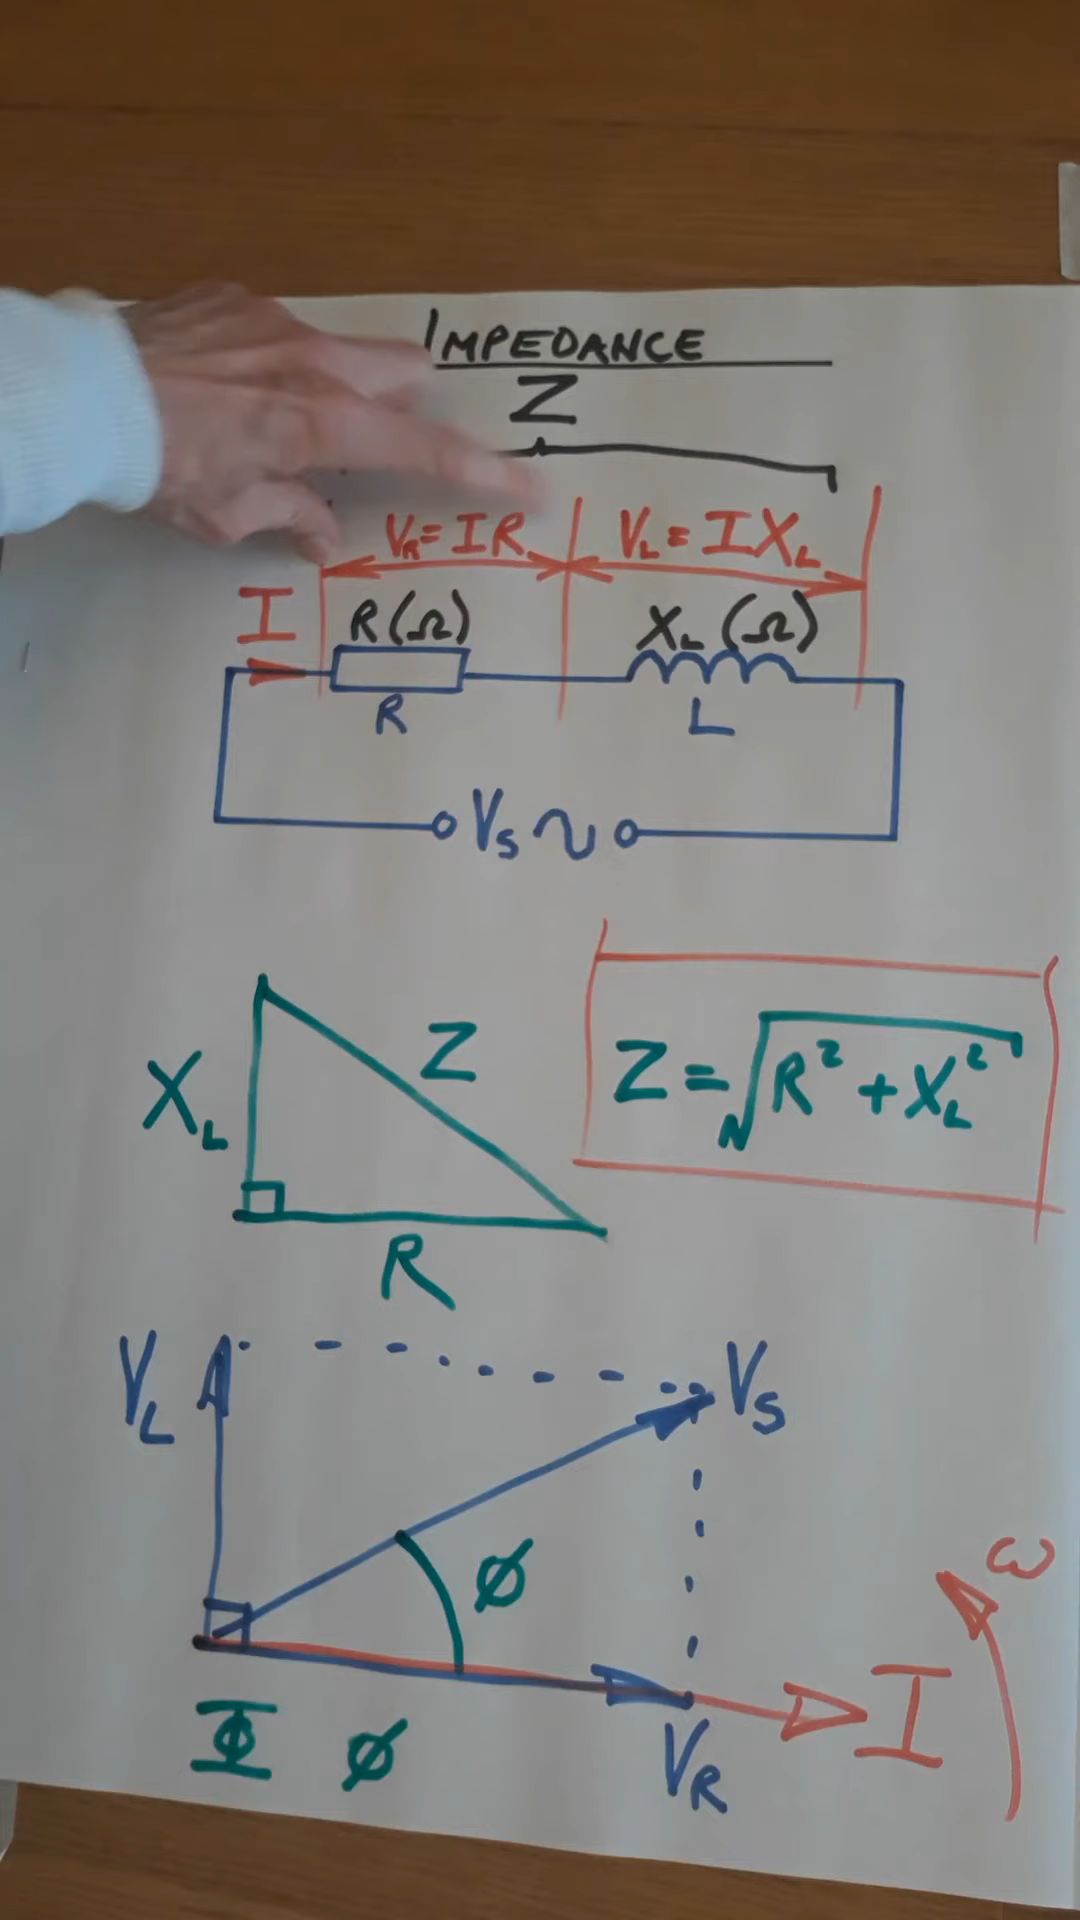 IMPEDANCE
Z
V_R = IR V_L = IX_L
I R(Ω) X_L(Ω)
R L
V_S ~
X_L Z
Z = √R² + X_L²
R
V_L V_S
ø
ω
I
Φ ø V_R